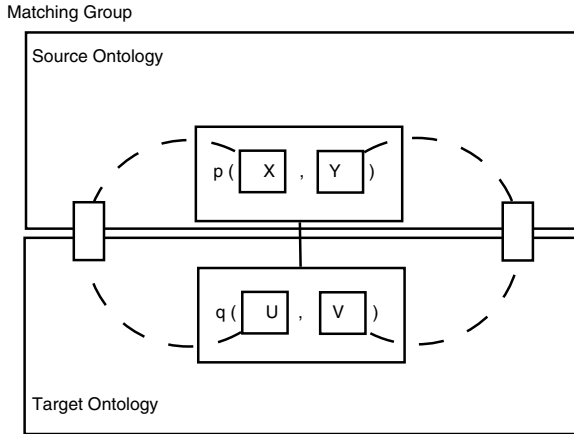 Matching Group
Source Ontology
p ( X , Y )
q ( U , V )
Target Ontology